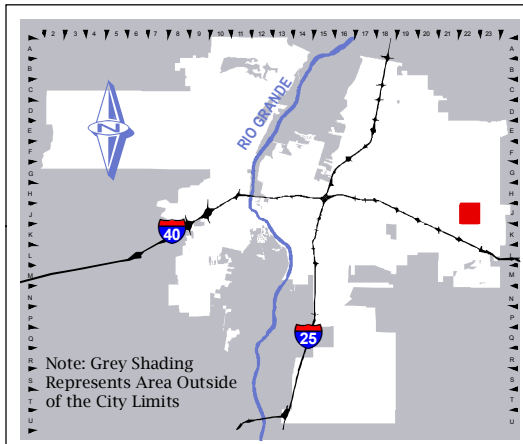 2 3 4 5 6 7 8 9 10 11 12 13 14 15 16 17 18 19 20 21 22 23
A
B
C
D
E
F
G
H
J
K
L
M
N
P
Q
R
S
T
U
N
RIO GRANDE
40
25
Note: Grey Shading
Represents Area Outside
of the City Limits
A
B
C
D
E
F
G
H
J
K
L
M
N
P
Q
R
S
T
U